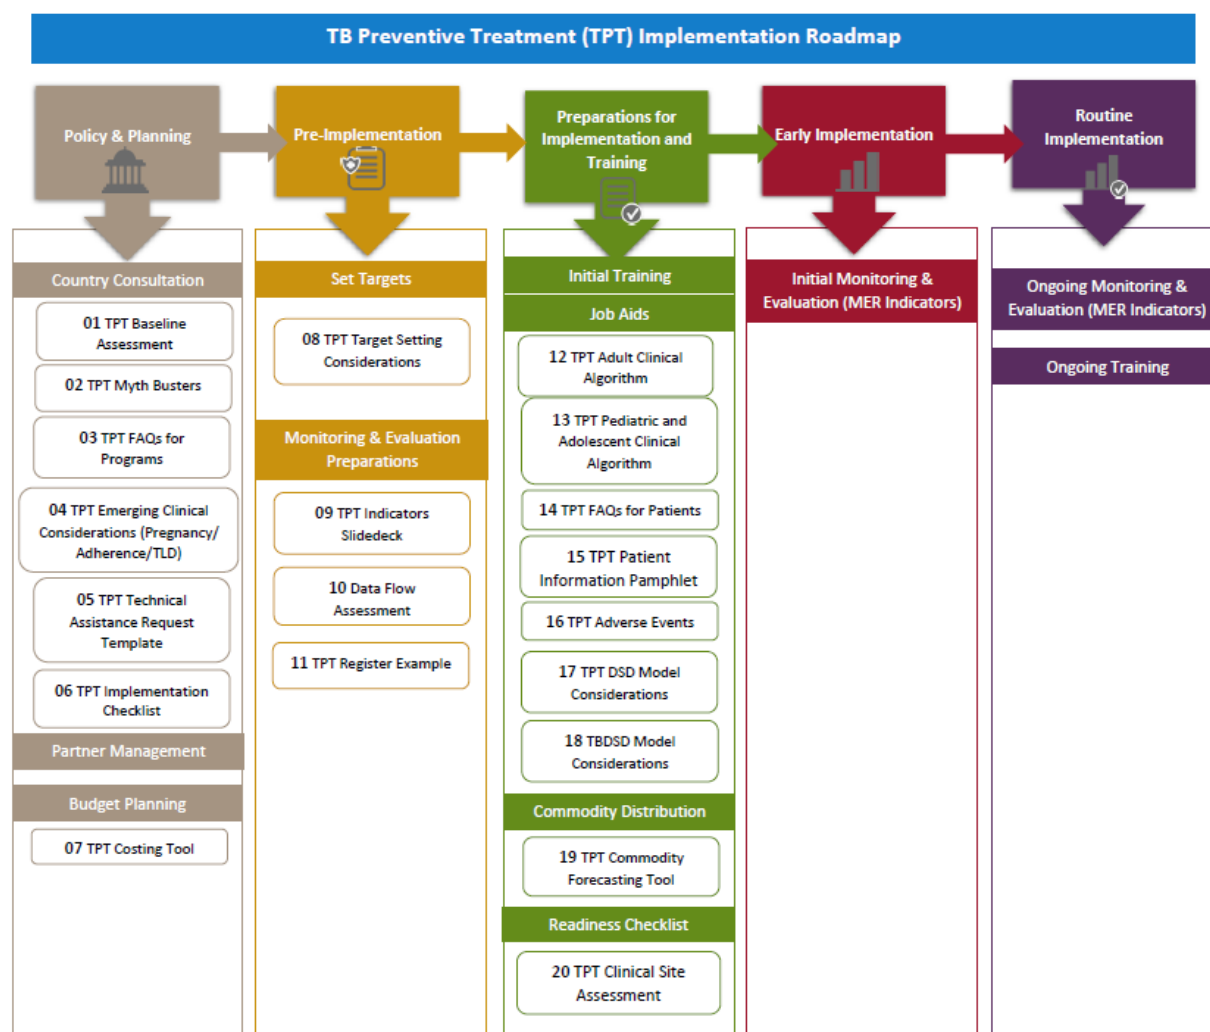 TB Preventive Treatment (TPT) Implementation Roadmap
Policy & Planning
Pre-Implementation
Preparations for
Implementation and
Training
Early Implementation
Routine
Implementation
Country Consultation
01 TPT Baseline
Assessment
02 TPT Myth Busters
03 TPT FAQs for
Programs
04 TPT Emerging Clinical
Considerations (Pregnancy/
Adherence/TLD)
05 TPT Technical
Assistance Request
Template
06 TPT Implementation
Checklist
Partner Management
Budget Planning
07 TPT Costing Tool
Set Targets
08 TPT Target Setting
Considerations
Monitoring & Evaluation
Preparations
09 TPT Indicators
Slidedeck
10 Data Flow
Assessment
11 TPT Register Example
Initial Training
Job Aids
12 TPT Adult Clinical
Algorithm
13 TPT Pediatric and
Adolescent Clinical
Algorithm
14 TPT FAQs for Patients
15 TPT Patient
Information Pamphlet
16 TPT Adverse Events
17 TPT DSD Model
Considerations
18 TBDSD Model
Considerations
Commodity Distribution
19 TPT Commodity
Forecasting Tool
Readiness Checklist
20 TPT Clinical Site
Assessment
Initial Monitoring &
Evaluation (MER Indicators)
Ongoing Monitoring &
Evaluation (MER Indicators)
Ongoing Training